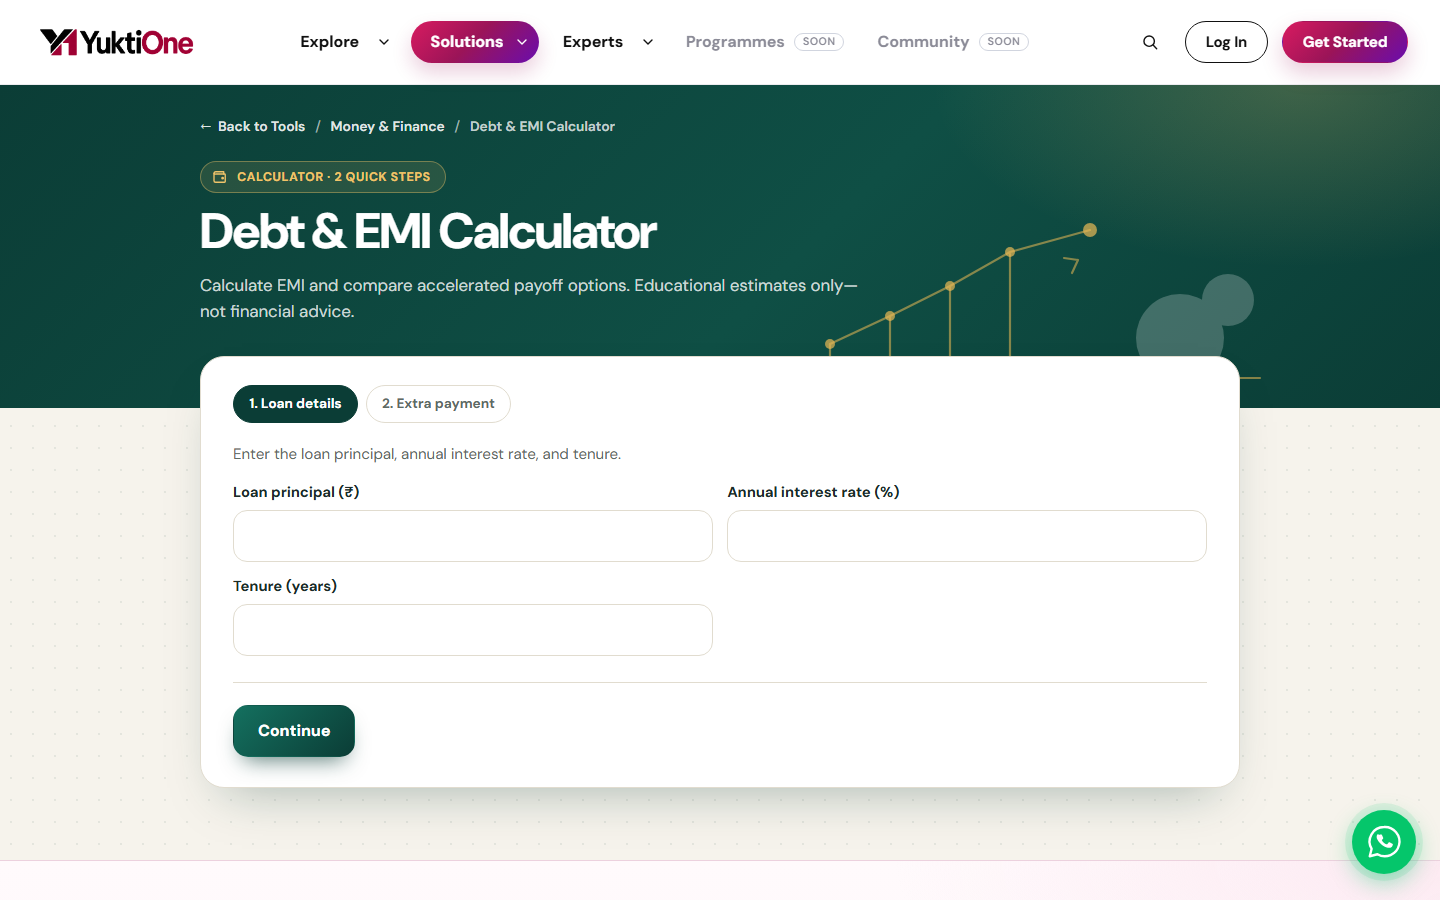 YuktiOne
Explore
Solutions
Experts
Programmes SOON
Community SOON
Log In
Get Started
← Back to Tools / Money & Finance / Debt & EMI Calculator
CALCULATOR · 2 QUICK STEPS
Debt & EMI Calculator
Calculate EMI and compare accelerated payoff options. Educational estimates only—
not financial advice.
1. Loan details
2. Extra payment
Enter the loan principal, annual interest rate, and tenure.
Loan principal (₹)
Annual interest rate (%)
Tenure (years)
Continue